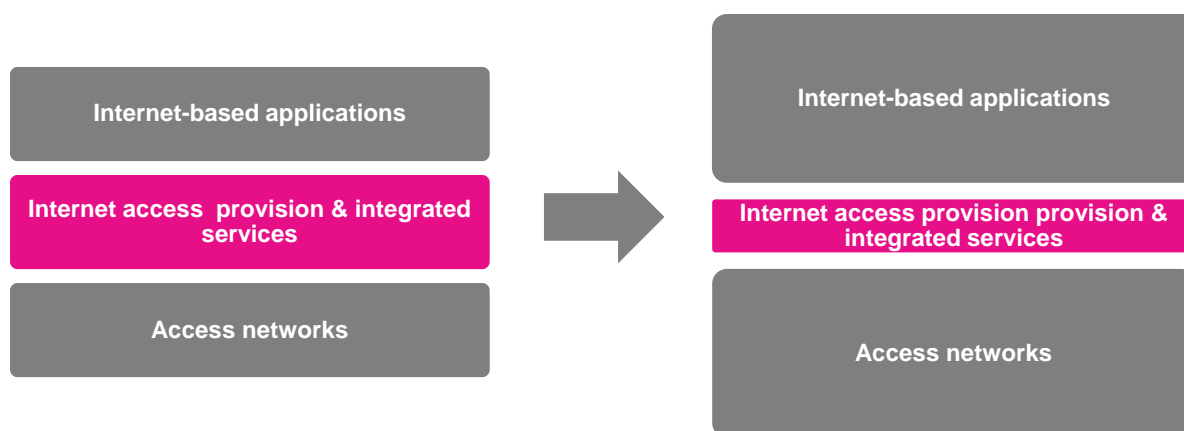 Internet-based applications
Internet access provision & integrated
services
Access networks
Internet-based applications
Internet access provision provision &
integrated services
Access networks